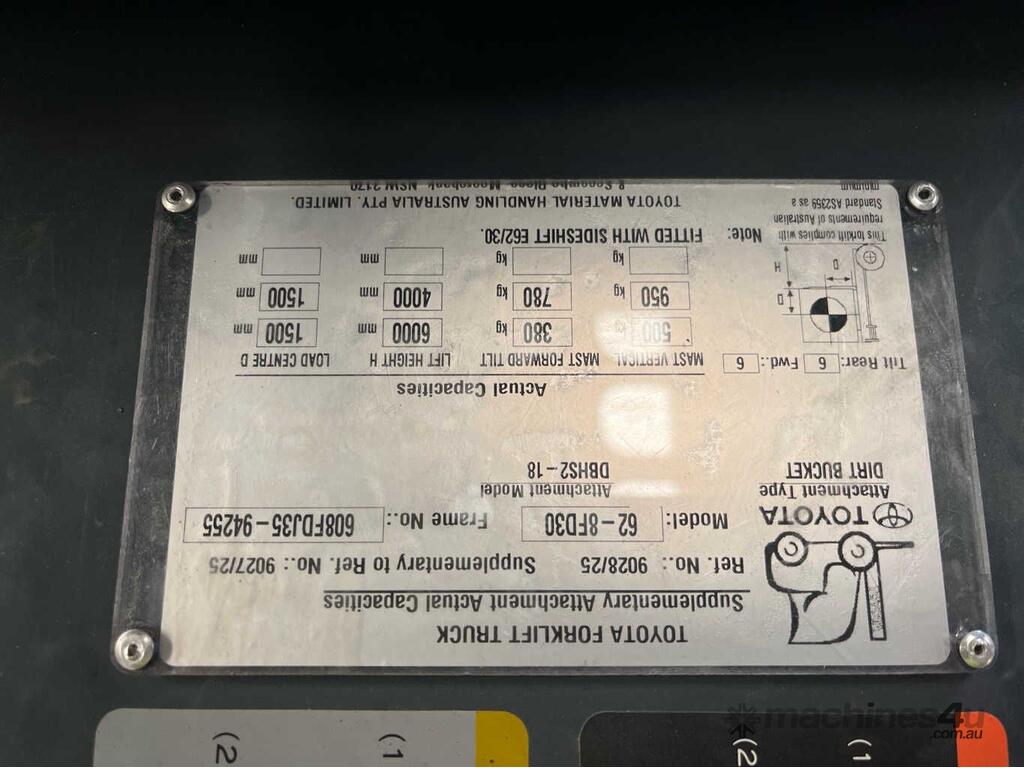 TOYOTA FORKLIFT TRUCK
Supplementary Attachment Actual Capacities
Ref. No.: 9028/25 Supplementary to Ref. No.: 9027/25
TOYOTA Model: 62-8FD30 Frame No.: 608FDJ35-94255
Attachment Type Attachment Model
DIRT BUCKET DBHS2-18
Actual Capacities
Tilt Rear: 6 Fwd.: 6 MAST VERTICAL MAST FORWARD TILT LIFT HEIGHT H LOAD CENTRE D
500 kg 380 kg 6000 mm 1500 mm
950 kg 780 kg 4000 mm 1500 mm
kg kg mm mm
D
D
H
This forklift complies with
requirements of Australian
Standard AS2359 as a
minimum
Note: FITTED WITH SIDESHIFT E62/30.
TOYOTA MATERIAL HANDLING AUSTRALIA PTY. LIMITED.
Moorebank NSW 2170
(1 (2
(1 (2
machines4u
.com.au